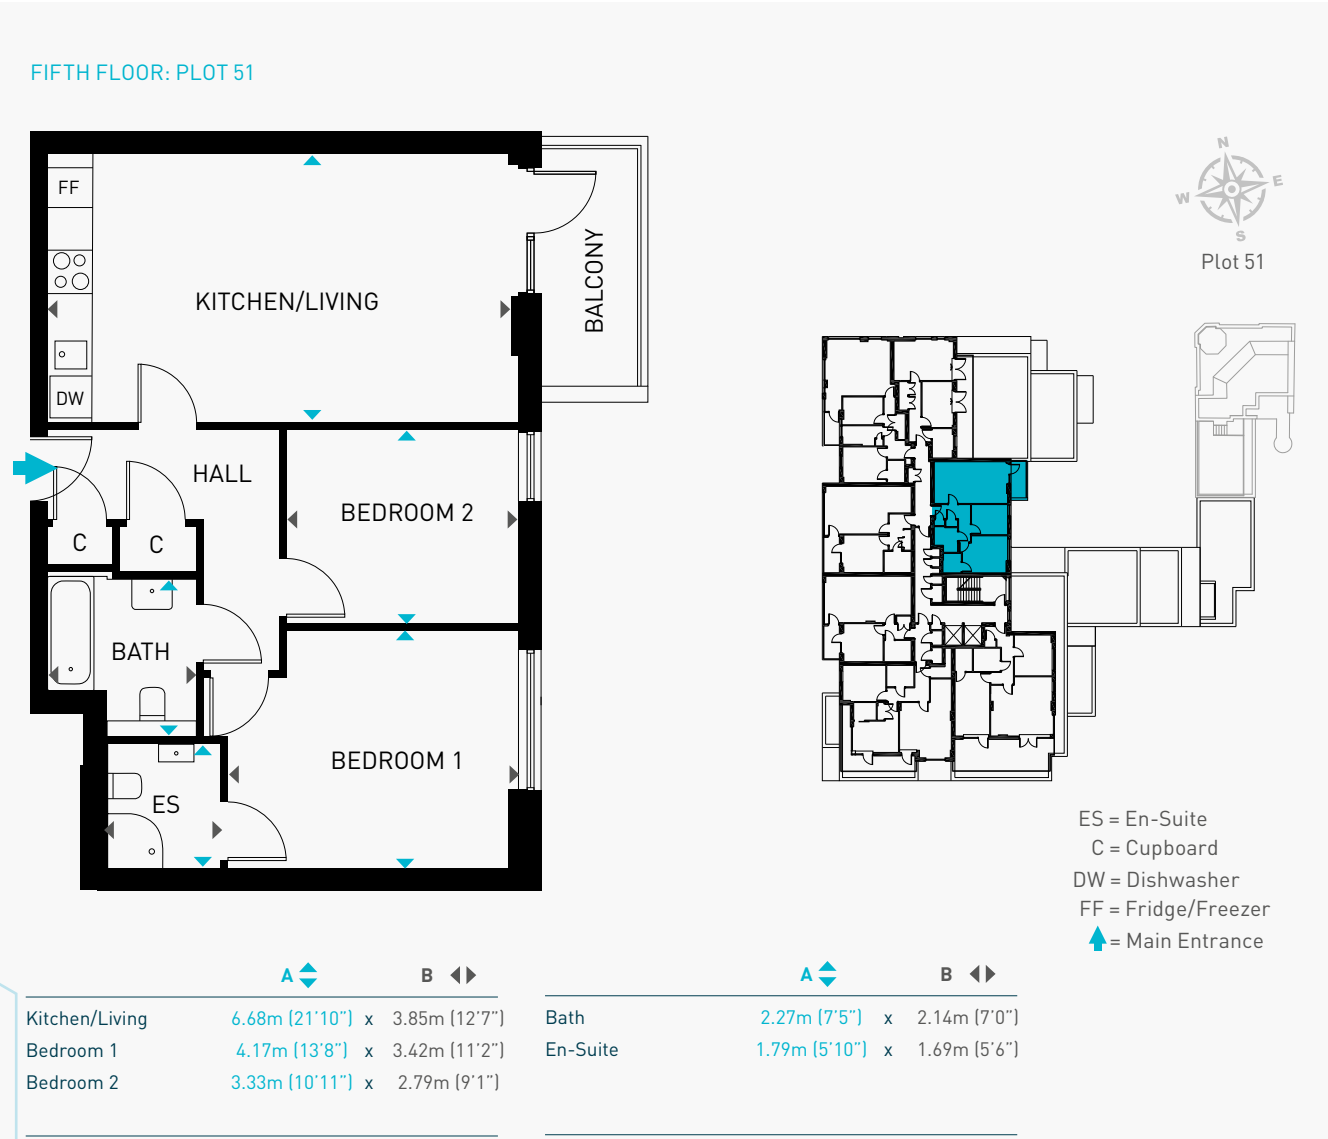 FIFTH FLOOR: PLOT 51
FF
KITCHEN/LIVING
BALCONY
DW
HALL
BEDROOM 2
C
C
BATH
BEDROOM 1
ES
N
W
E
S
Plot 51
ES = En-Suite
C = Cupboard
DW = Dishwasher
FF = Fridge/Freezer
= Main Entrance
A B
Kitchen/Living 6.68m (21’10”) x 3.85m (12’7”)
Bedroom 1 4.17m (13’8”) x 3.42m (11’2”)
Bedroom 2 3.33m (10’11”) x 2.79m (9’1”)
A B
Bath 2.27m (7’5”) x 2.14m (7’0”)
En-Suite 1.79m (5’10”) x 1.69m (5’6”)